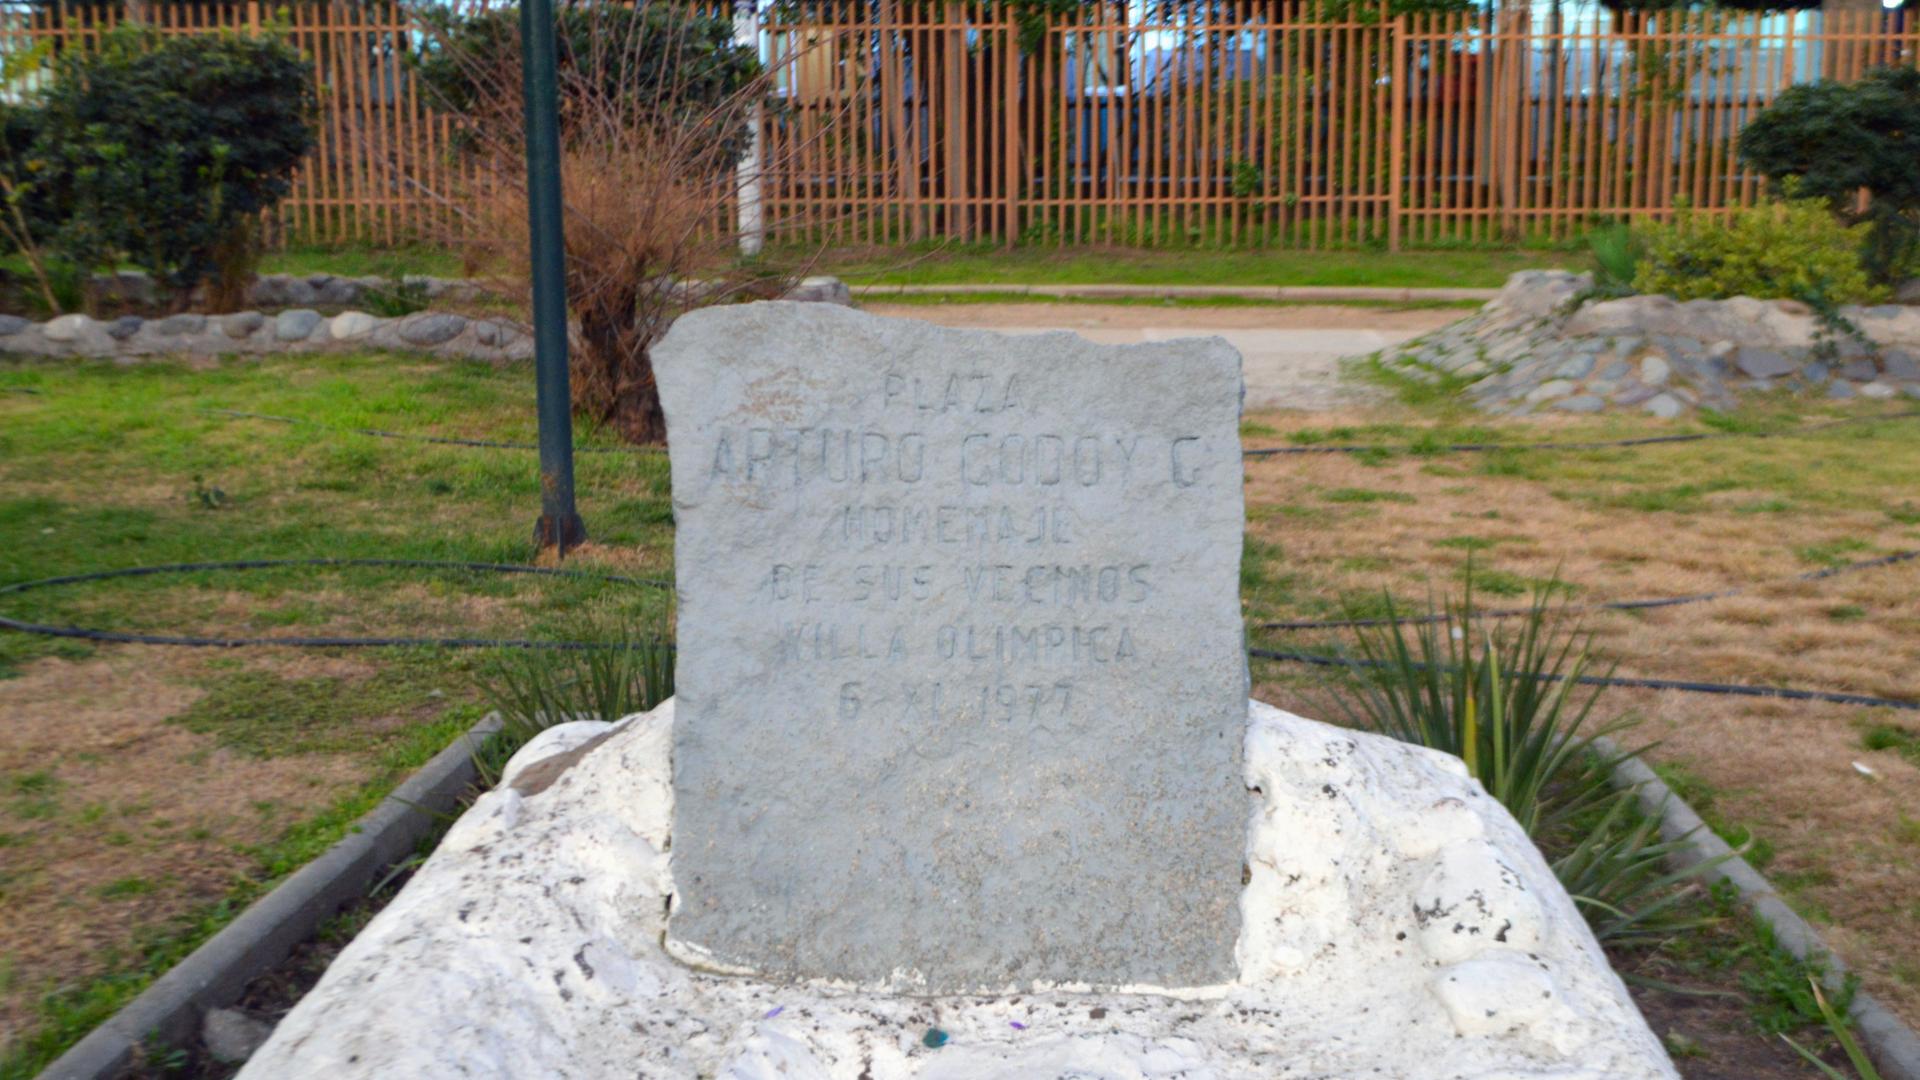 PLAZA
ARTURO GODOY G.
HOMENAJE
DE SUS VECINOS
VILLA OLIMPICA
6-XI 1977